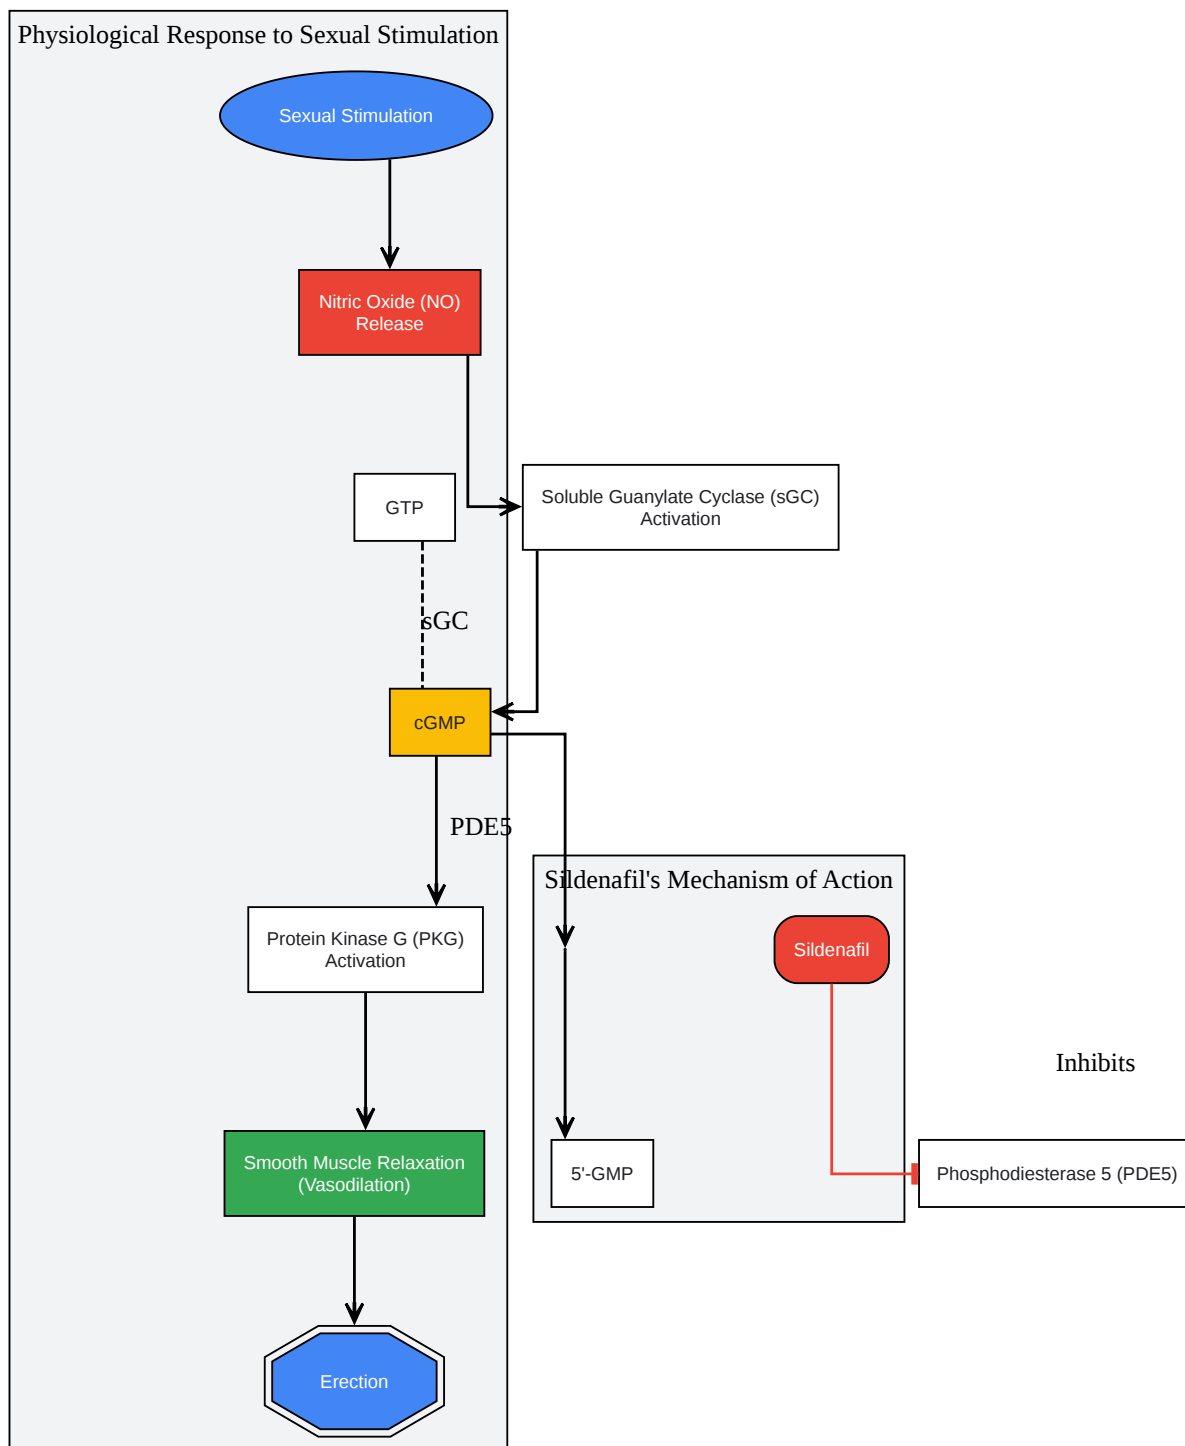 Physiological Response to Sexual Stimulation
Sexual Stimulation
Nitric Oxide (NO)
Release
GTP
Soluble Guanylate Cyclase (sGC)
Activation
sGC
cGMP
PDE5
Sildenafil's Mechanism of Action
Protein Kinase G (PKG)
Activation
Sildenafil
Inhibits
Smooth Muscle Relaxation
(Vasodilation)
5'-GMP
Phosphodiesterase 5 (PDE5)
Erection